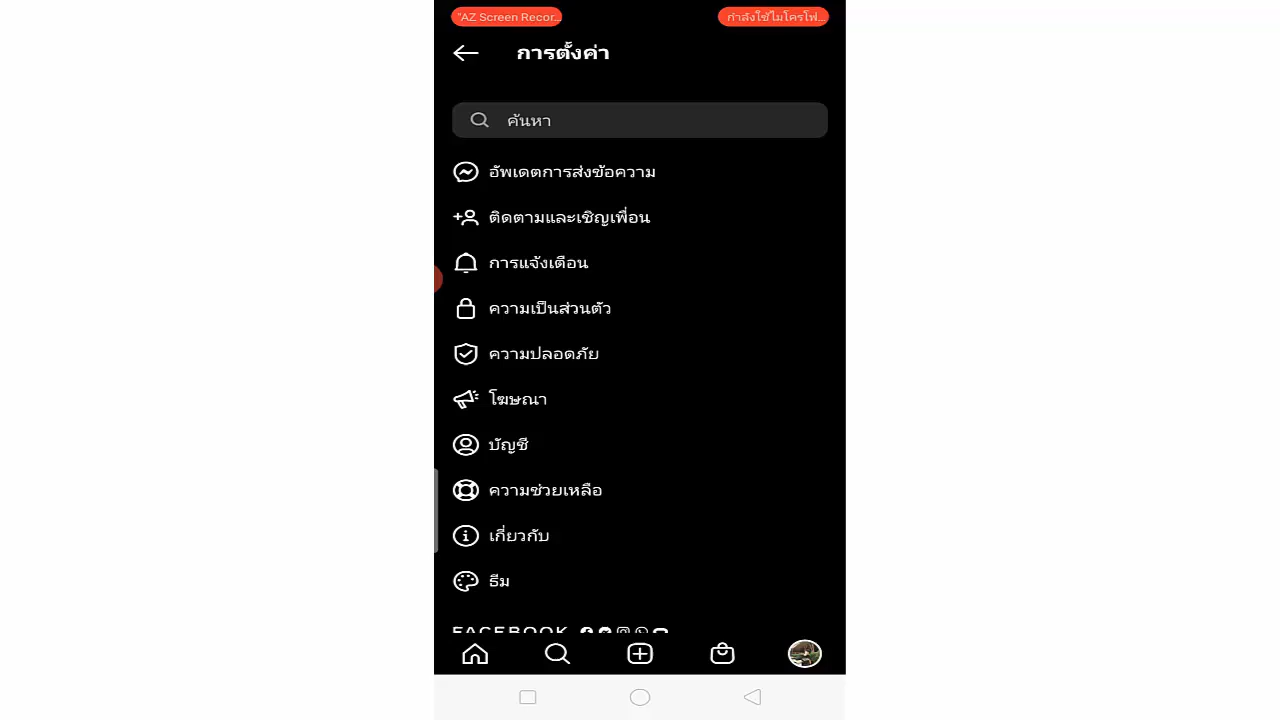 "AZ Screen Recor...
กำลังใช้ไมโครโฟ...
การตั้งค่า
ค้นหา
อัพเดตการส่งข้อความ
ติดตามและเชิญเพื่อน
การแจ้งเตือน
ความเป็นส่วนตัว
ความปลอดภัย
โฆษณา
บัญชี
ความช่วยเหลือ
เกี่ยวกับ
ธีม
FACEBOOK